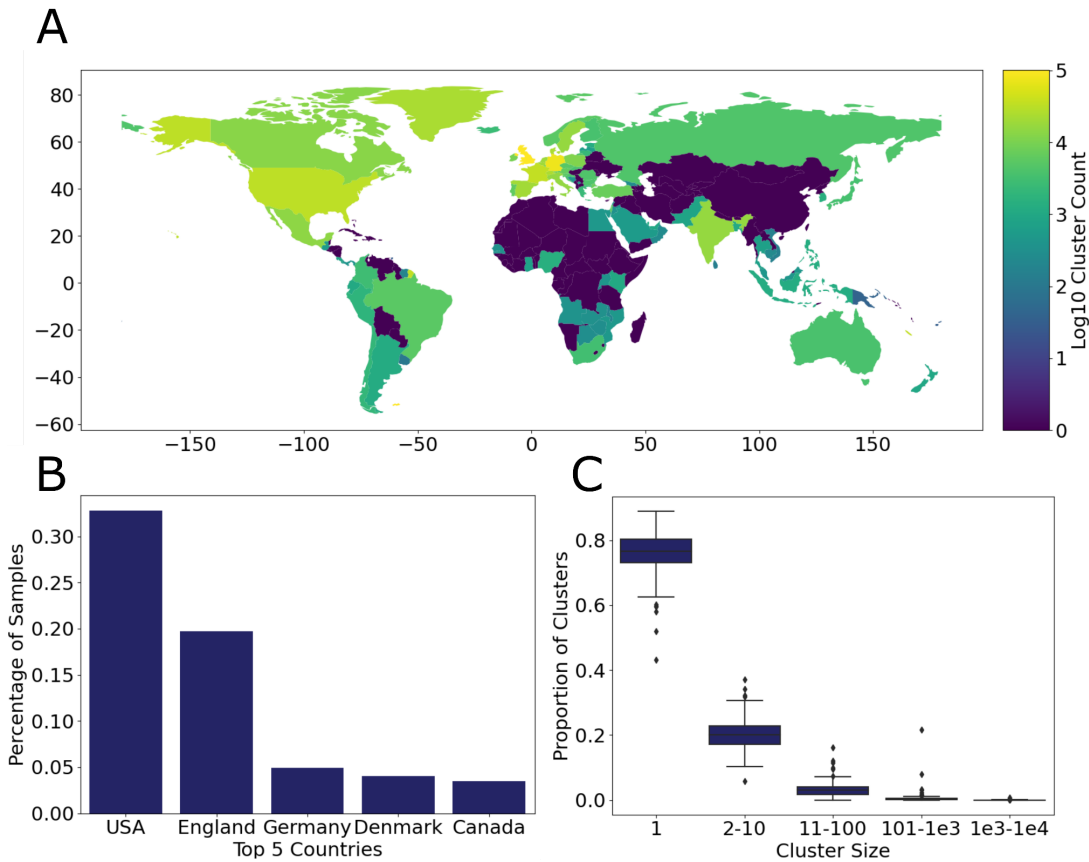 A
80
60
40
20
0
−20
−40
−60
−150
−100
−50
0
50
100
150
5
4
3
2
1
0
Log10 Cluster Count
B
Percentage of Samples
0.30
0.25
0.20
0.15
0.10
0.05
0.00
USA
England
Germany
Denmark
Canada
Top 5 Countries
C
Proportion of Clusters
0.8
0.6
0.4
0.2
0.0
1
2-10
11-100
101-1e3
1e3-1e4
Cluster Size